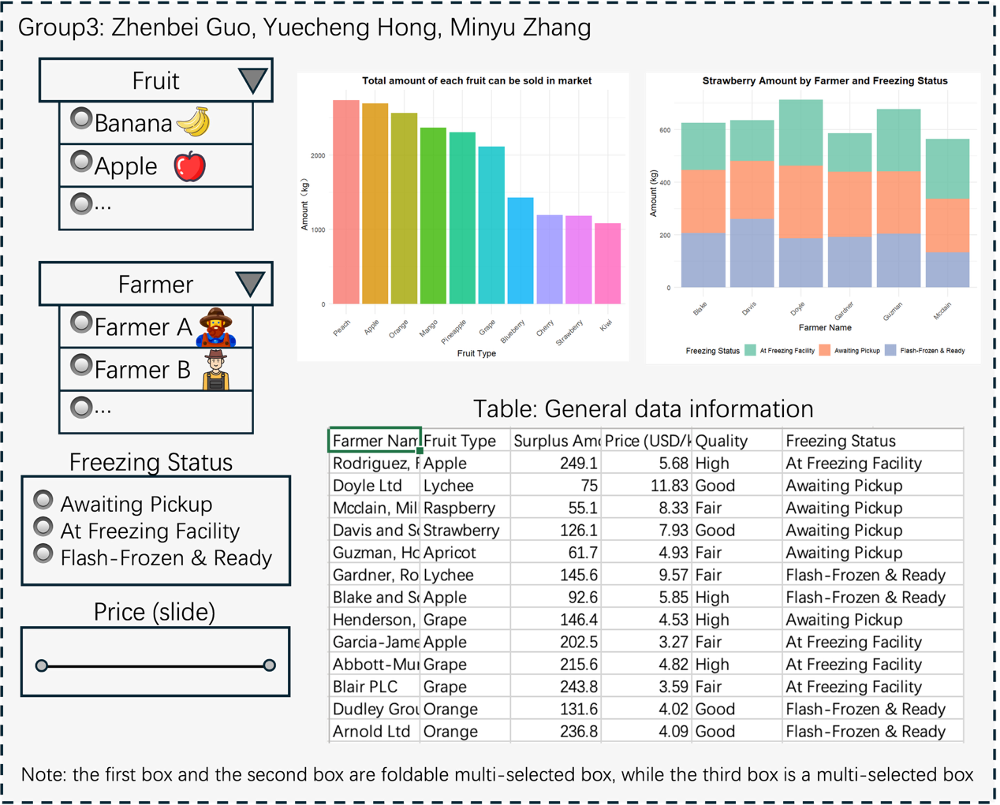 Group3: Zhenbei Guo, Yuecheng Hong, Minyu Zhang
Fruit
Banana
Apple
...
Farmer
Farmer A
Farmer B
...
Freezing Status
Awaiting Pickup
At Freezing Facility
Flash-Frozen & Ready
Price (slide)
Total amount of each fruit can be sold in market
Amount（kg）
2000
1000
0
Peach
Apple
Orange
Mango
Pineapple
Grape
Blueberry
Cherry
Strawberry
Kiwi
Fruit Type
Strawberry Amount by Farmer and Freezing Status
Amount (kg)
600
400
200
0
Blake
Davis
Doyle
Gardner
Guzman
Mcclain
Farmer Name
Freezing Status At Freezing Facility Awaiting Pickup Flash-Frozen & Ready
Table: General data information
Farmer Nam Fruit Type Surplus Amo Price (USD/k Quality Freezing Status
Rodriguez, F Apple 249.1 5.68 High At Freezing Facility
Doyle Ltd Lychee 75 11.83 Good Awaiting Pickup
Mcclain, Mil Raspberry 55.1 8.33 Fair Awaiting Pickup
Davis and So Strawberry 126.1 7.93 Good Awaiting Pickup
Guzman, Ho Apricot 61.7 4.93 Fair Awaiting Pickup
Gardner, Ro Lychee 145.6 9.57 Fair Flash-Frozen & Ready
Blake and So Apple 92.6 5.85 High Flash-Frozen & Ready
Henderson, Grape 146.4 4.53 High Awaiting Pickup
Garcia-Jame Apple 202.5 3.27 Fair At Freezing Facility
Abbott-Mur Grape 215.6 4.82 High At Freezing Facility
Blair PLC Grape 243.8 3.59 Fair At Freezing Facility
Dudley Grou Orange 131.6 4.02 Good Flash-Frozen & Ready
Arnold Ltd Orange 236.8 4.09 Good Flash-Frozen & Ready
Note: the first box and the second box are foldable multi-selected box, while the third box is a multi-selected box